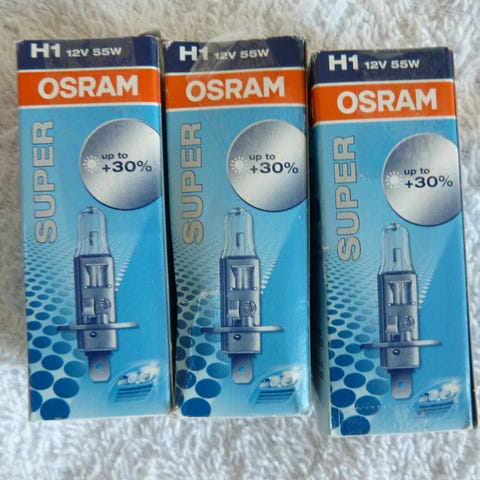 H1 12V 55W
OSRAM
SUPER
up to
+30%
H1 12V 55W
OSRAM
SUPER
up to
+30%
H1 12V 55W
OSRAM
SUPER
up to
+30%